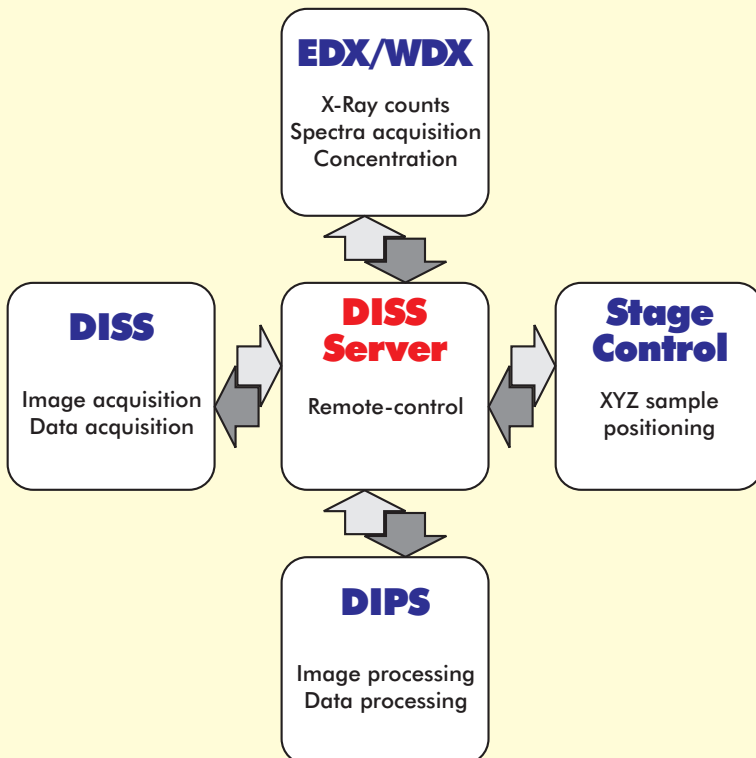 EDX/WDX
X-Ray counts
Spectra acquisition
Concentration
DISS
Image acquisition
Data acquisition
DISS
Server
Remote-control
Stage
Control
XYZ sample
positioning
DIPS
Image processing
Data processing